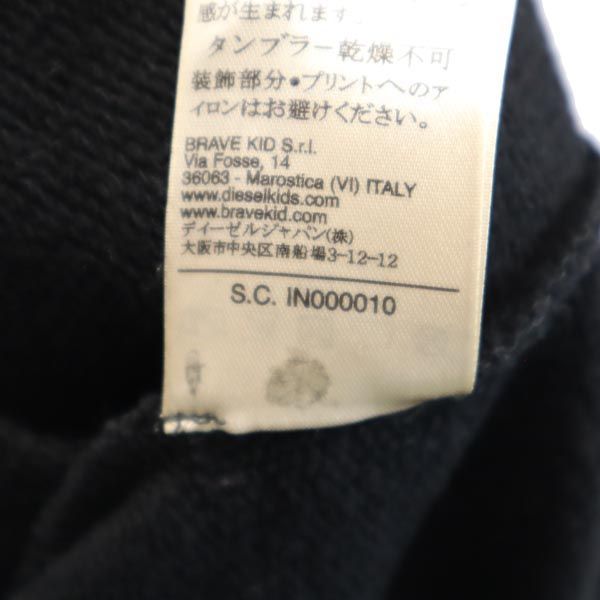 感が生まれます。
タンブラー乾燥不可
装飾部分・プリントへのア
イロンはお避けください。
BRAVE KID S.r.l.
Via Fosse, 14
36063 - Marostica (VI) ITALY
www.dieselkids.com
www.bravekid.com
ディーゼルジャパン(株)
大阪市中央区南船場3-12-12
S.C. IN000010